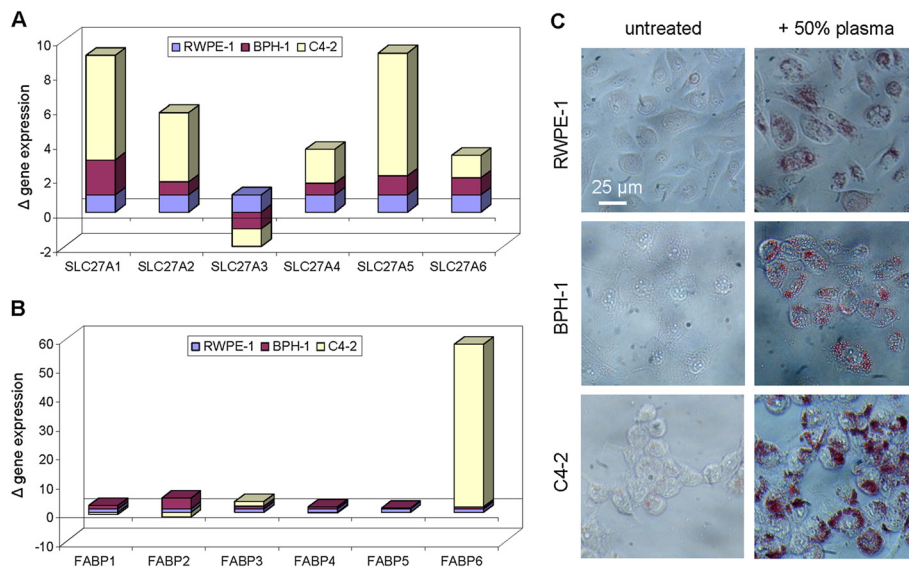 A
RWPE-1 BPH-1 C4-2
Δ gene expression
10
8
6
4
2
0
-2
SLC27A1 SLC27A2 SLC27A3 SLC27A4 SLC27A5 SLC27A6
B
RWPE-1 BPH-1 C4-2
Δ gene expression
60
50
40
30
20
10
0
-10
FABP1 FABP2 FABP3 FABP4 FABP5 FABP6
C
untreated + 50% plasma
RWPE-1
25 µm
BPH-1
C4-2